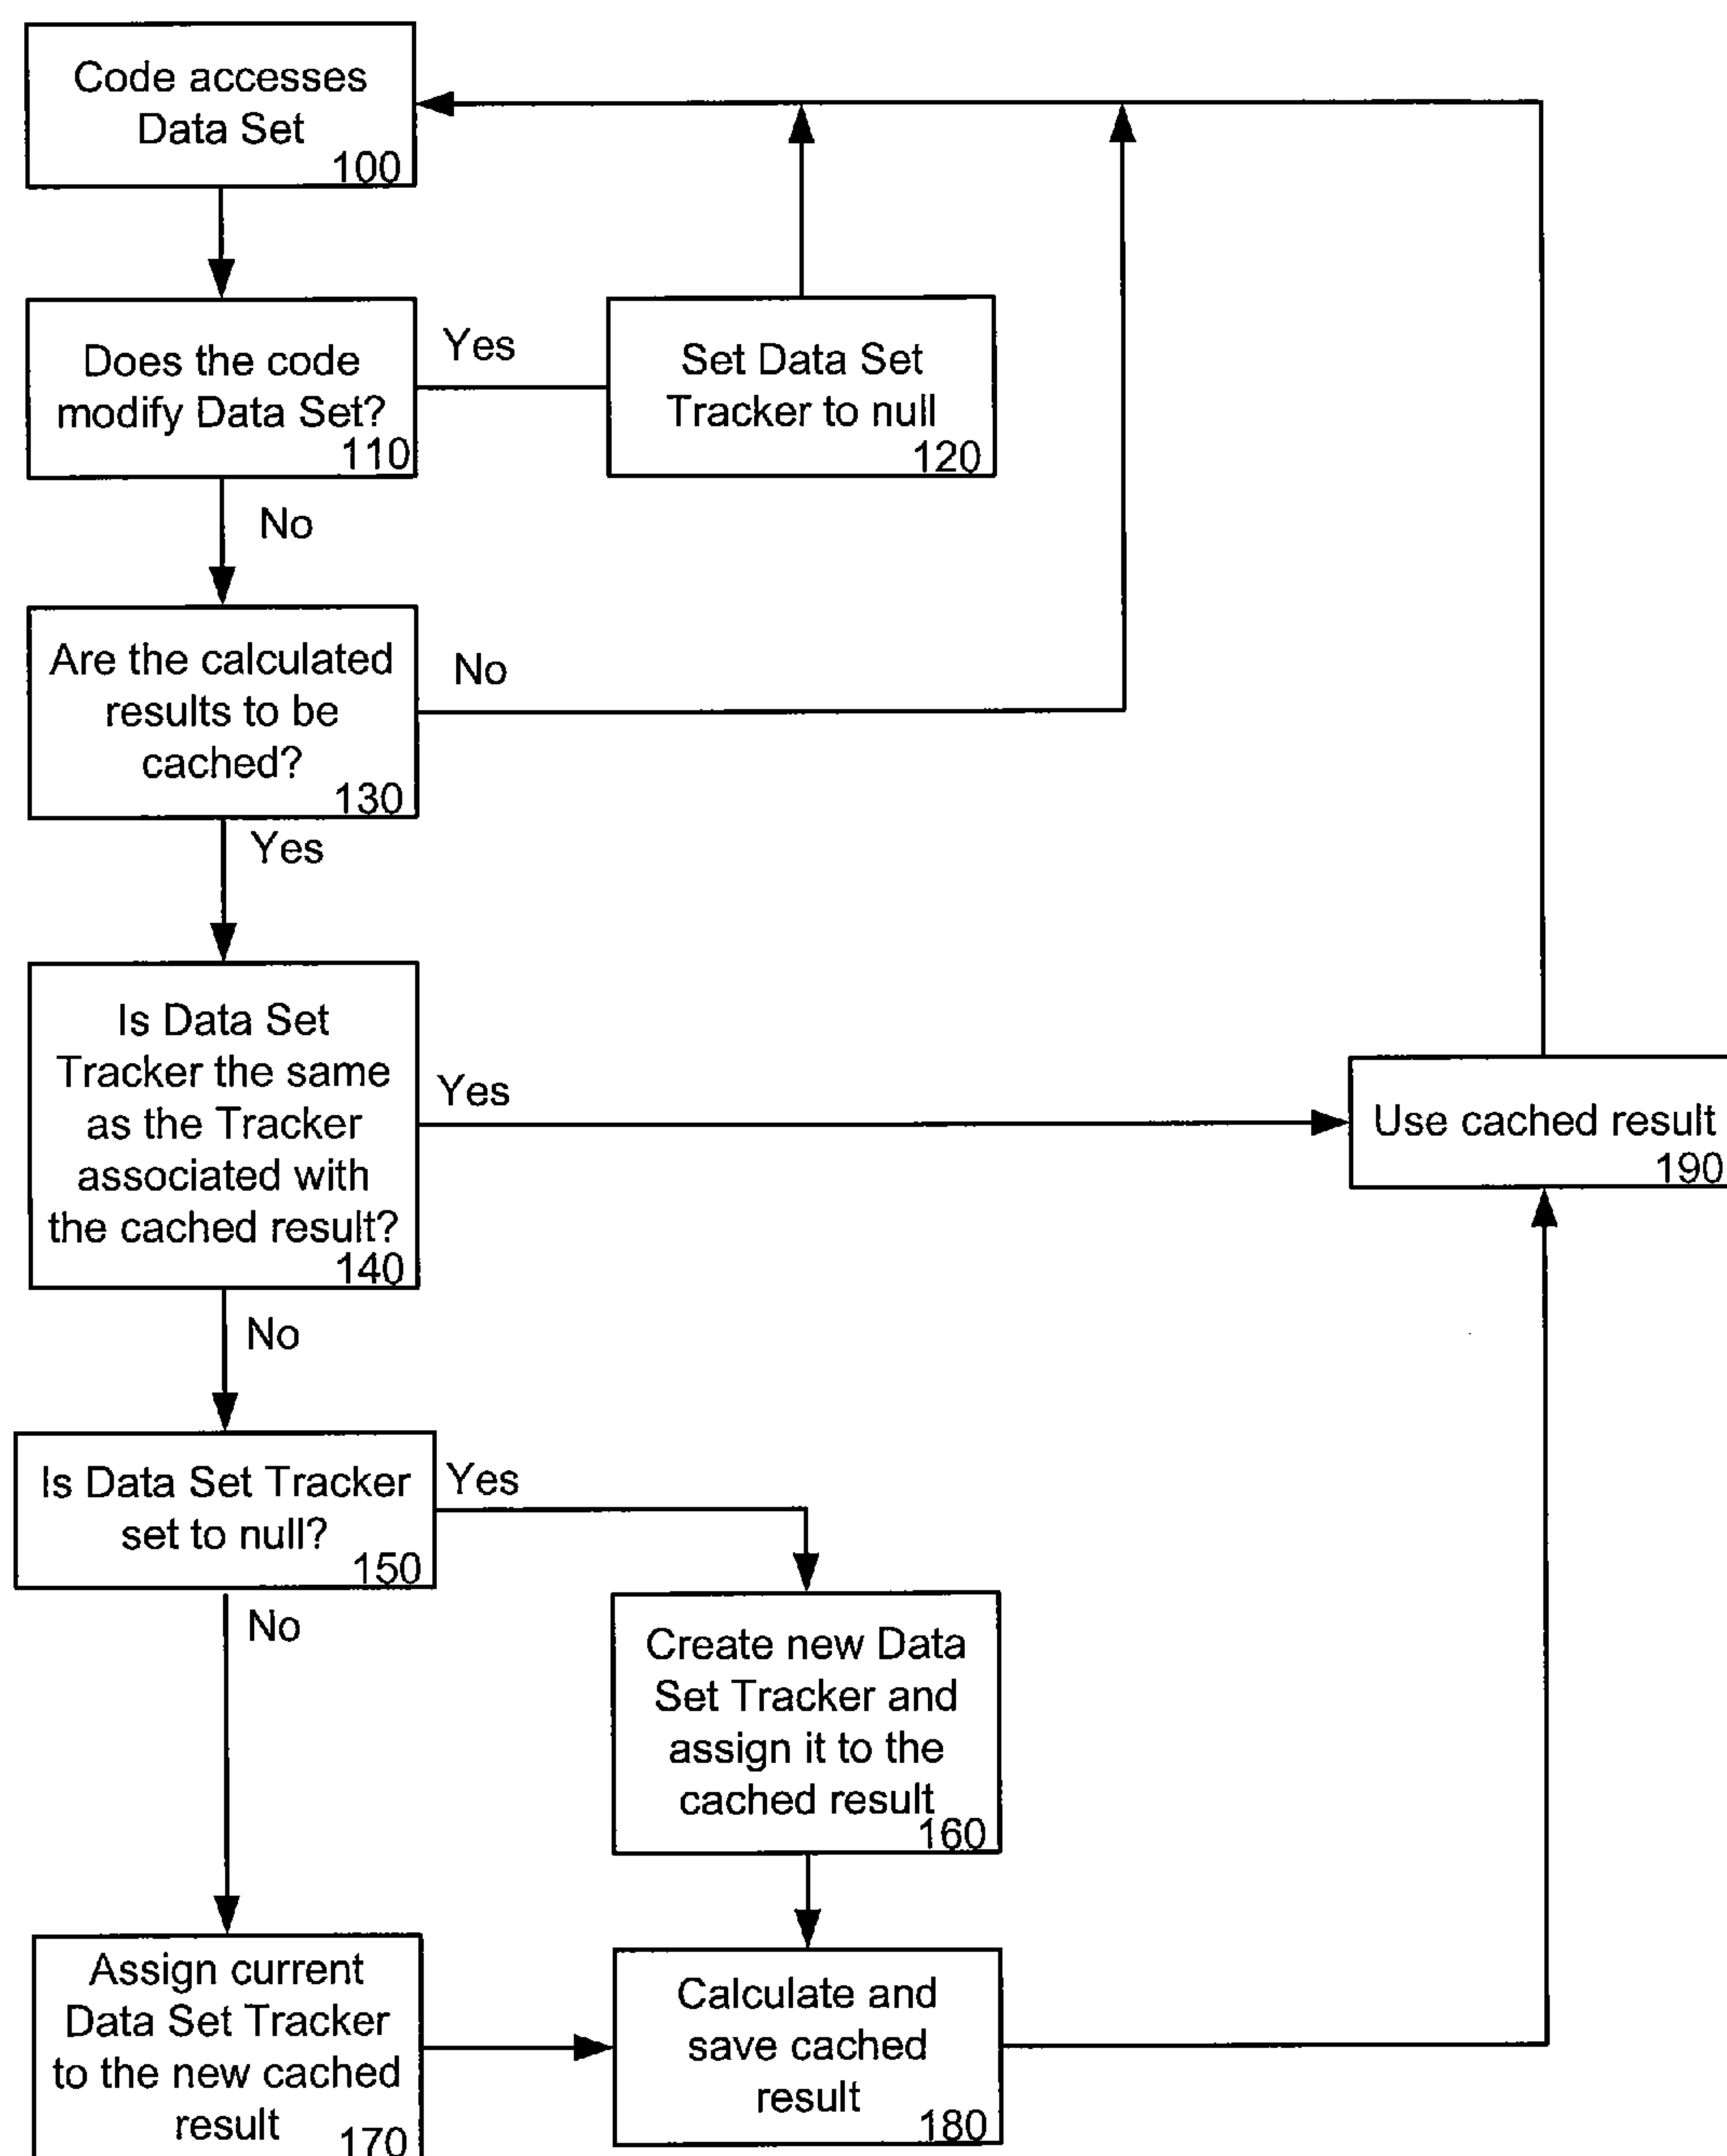 Code accesses
Data Set
100
Does the code
modify Data Set?
110
Yes
Set Data Set
Tracker to null
120
No
Are the calculated
results to be
cached?
130
No
Yes
Is Data Set
Tracker the same
as the Tracker
associated with
the cached result?
140
Yes
Use cached result
190
No
Is Data Set Tracker
set to null?
150
Yes
No
Create new Data
Set Tracker and
assign it to the
cached result
160
Assign current
Data Set Tracker
to the new cached
result
170
Calculate and
save cached
result
180